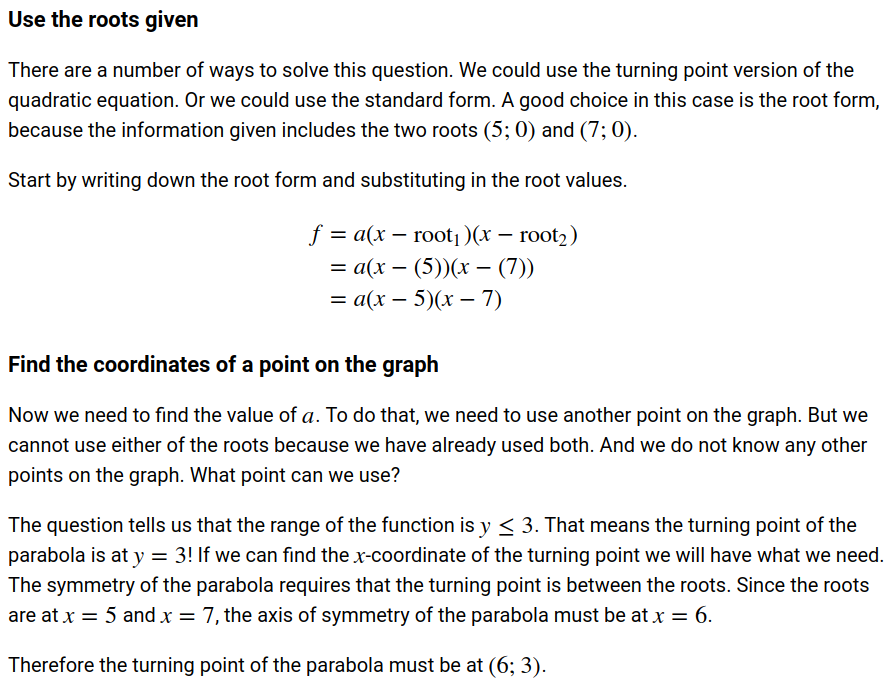 Use the roots given
There are a number of ways to solve this question. We could use the turning point version of the
quadratic equation. Or we could use the standard form. A good choice in this case is the root form,
because the information given includes the two roots (5; 0) and (7; 0).
Start by writing down the root form and substituting in the root values.
f = a(x − root₁)(x − root₂)
= a(x − (5))(x − (7))
= a(x − 5)(x − 7)
Find the coordinates of a point on the graph
Now we need to find the value of a. To do that, we need to use another point on the graph. But we
cannot use either of the roots because we have already used both. And we do not know any other
points on the graph. What point can we use?
The question tells us that the range of the function is y ≤ 3. That means the turning point of the
parabola is at y = 3! If we can find the x-coordinate of the turning point we will have what we need.
The symmetry of the parabola requires that the turning point is between the roots. Since the roots
are at x = 5 and x = 7, the axis of symmetry of the parabola must be at x = 6.
Therefore the turning point of the parabola must be at (6; 3).